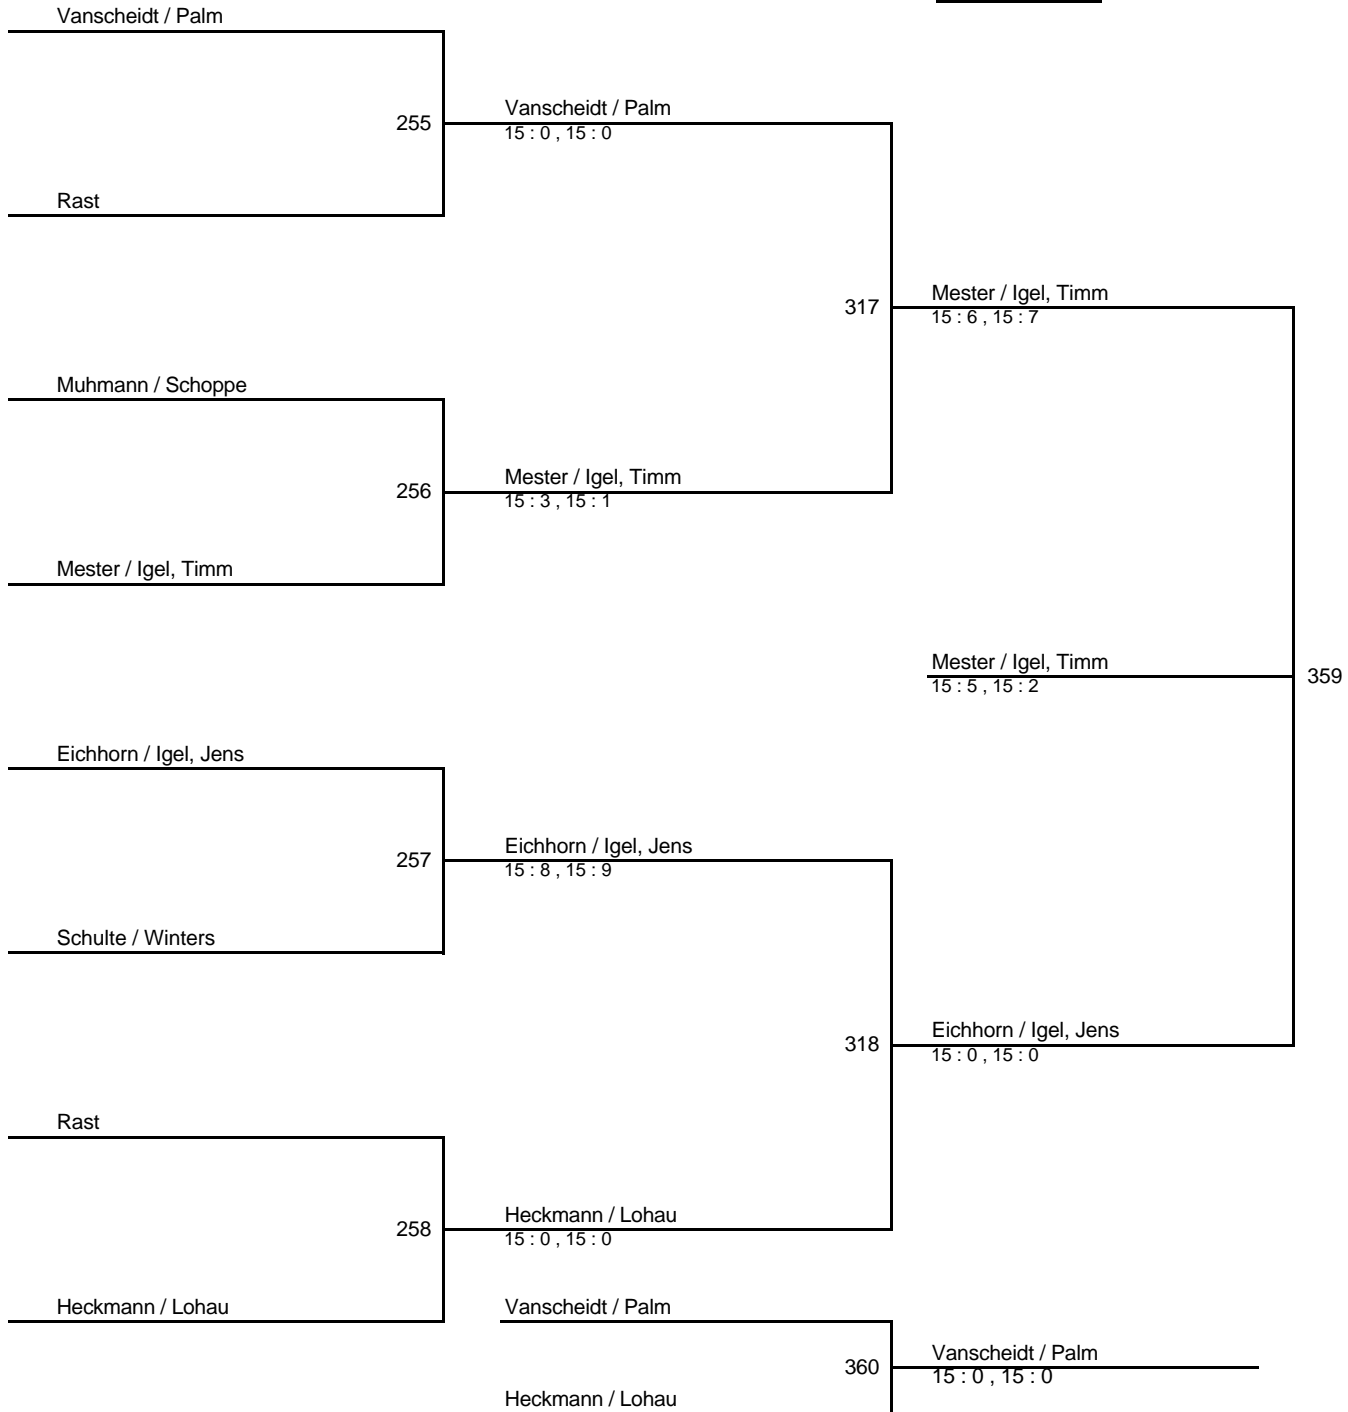 Vanscheidt / Palm
255
Vanscheidt / Palm
15 : 0 , 15 : 0
Rast
317
Mester / Igel, Timm
15 : 6 , 15 : 7
Muhmann / Schoppe
256
Mester / Igel, Timm
15 : 3 , 15 : 1
Mester / Igel, Timm
Mester / Igel, Timm
15 : 5 , 15 : 2
359
Eichhorn / Igel, Jens
257
Eichhorn / Igel, Jens
15 : 8 , 15 : 9
Schulte / Winters
318
Eichhorn / Igel, Jens
15 : 0 , 15 : 0
Rast
258
Heckmann / Lohau
15 : 0 , 15 : 0
Heckmann / Lohau
Vanscheidt / Palm
360
Vanscheidt / Palm
15 : 0 , 15 : 0
Heckmann / Lohau